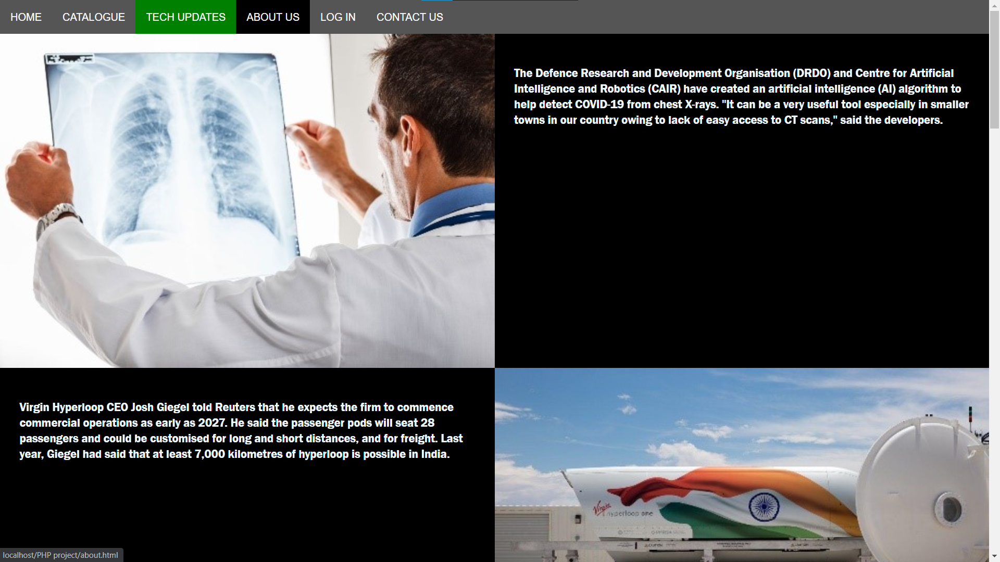 HOME CATALOGUE TECH UPDATES ABOUT US LOG IN CONTACT US
The Defence Research and Development Organisation (DRDO) and Centre for Artificial
Intelligence and Robotics (CAIR) have created an artificial intelligence (AI) algorithm to
help detect COVID-19 from chest X-rays. "It can be a very useful tool especially in smaller
towns in our country owing to lack of easy access to CT scans," said the developers.
Virgin Hyperloop CEO Josh Giegel told Reuters that he expects the firm to commence
commercial operations as early as 2027. He said the passenger pods will seat 28
passengers and could be customised for long and short distances, and for freight. Last
year, Giegel had said that at least 7,000 kilometres of hyperloop is possible in India.
Virgin
hyperloop one
localhost/PHP project/about.html